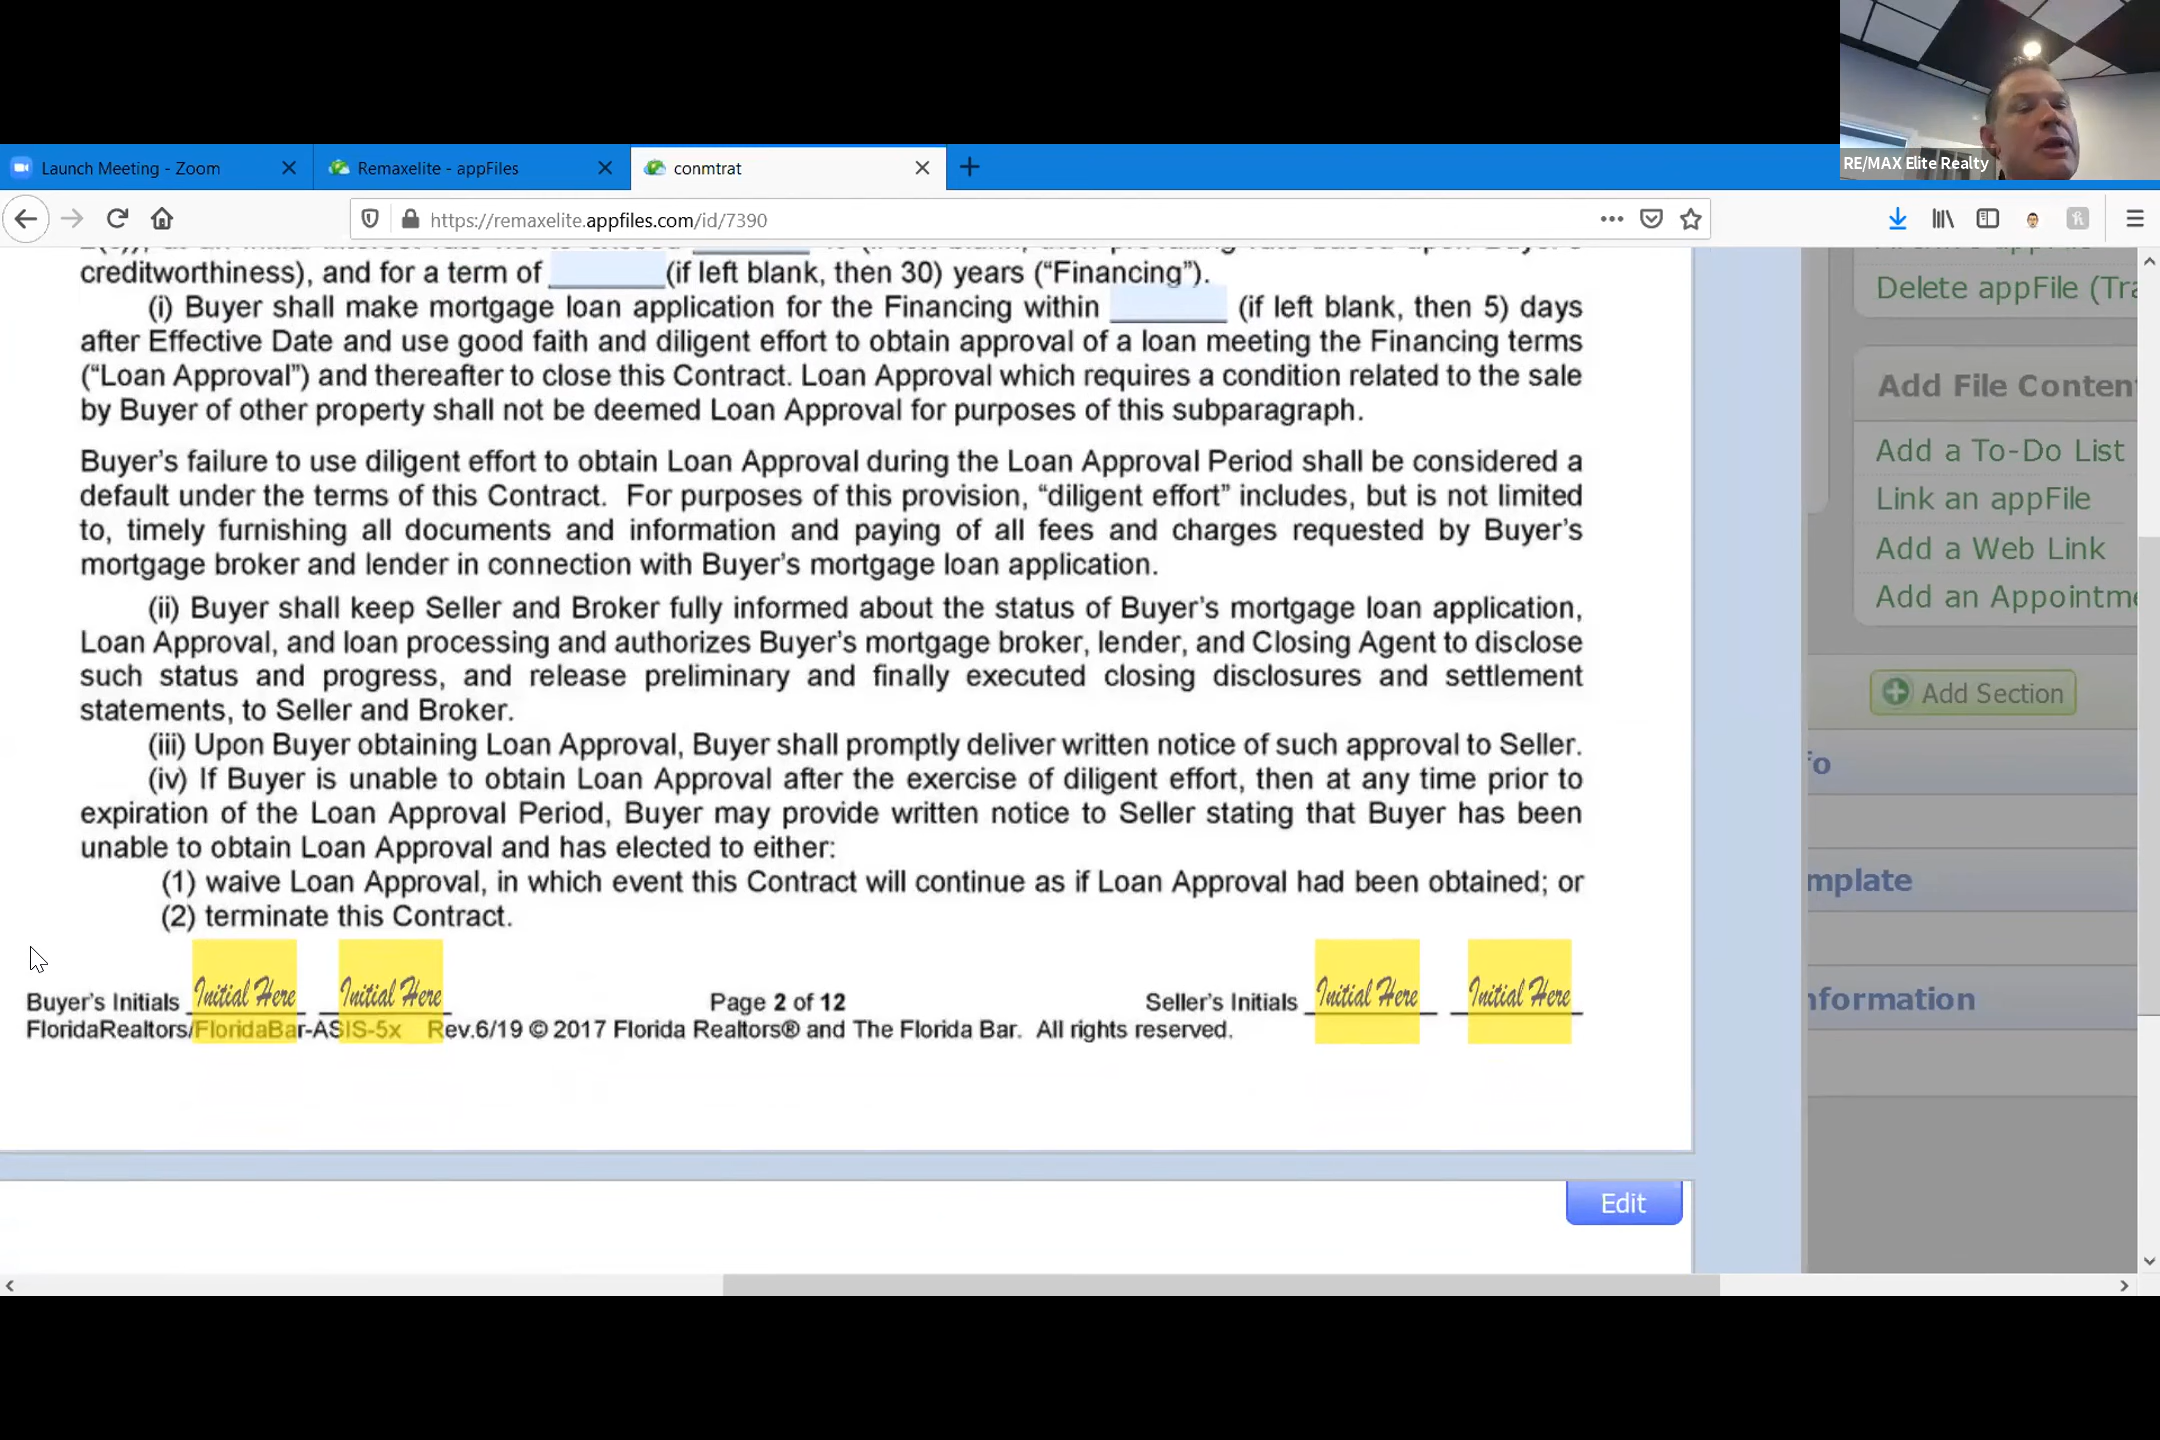 RE/MAX Elite Realty
Launch Meeting - Zoom
Remaxelite - appFiles
conmtrat
https://remaxelite.appfiles.com/id/7390
creditworthiness), and for a term of (if left blank, then 30) years (“Financing”).
(i) Buyer shall make mortgage loan application for the Financing within (if left blank, then 5) days
after Effective Date and use good faith and diligent effort to obtain approval of a loan meeting the Financing terms
(“Loan Approval”) and thereafter to close this Contract. Loan Approval which requires a condition related to the sale
by Buyer of other property shall not be deemed Loan Approval for purposes of this subparagraph.
Buyer’s failure to use diligent effort to obtain Loan Approval during the Loan Approval Period shall be considered a
default under the terms of this Contract. For purposes of this provision, “diligent effort” includes, but is not limited
to, timely furnishing all documents and information and paying of all fees and charges requested by Buyer’s
mortgage broker and lender in connection with Buyer’s mortgage loan application.
(ii) Buyer shall keep Seller and Broker fully informed about the status of Buyer’s mortgage loan application,
Loan Approval, and loan processing and authorizes Buyer’s mortgage broker, lender, and Closing Agent to disclose
such status and progress, and release preliminary and finally executed closing disclosures and settlement
statements, to Seller and Broker.
(iii) Upon Buyer obtaining Loan Approval, Buyer shall promptly deliver written notice of such approval to Seller.
(iv) If Buyer is unable to obtain Loan Approval after the exercise of diligent effort, then at any time prior to
expiration of the Loan Approval Period, Buyer may provide written notice to Seller stating that Buyer has been
unable to obtain Loan Approval and has elected to either:
(1) waive Loan Approval, in which event this Contract will continue as if Loan Approval had been obtained; or
(2) terminate this Contract.
Buyer’s Initials Initial Here Initial Here Page 2 of 12 Seller’s Initials Initial Here Initial Here
FloridaRealtors/FloridaBar-ASIS-5x Rev.6/19 © 2017 Florida Realtors® and The Florida Bar. All rights reserved.
Edit
Delete appFile (Tra
Add File Conten
Add a To-Do List
Link an appFile
Add a Web Link
Add an Appointm
Add Section
fo
mplate
nformation